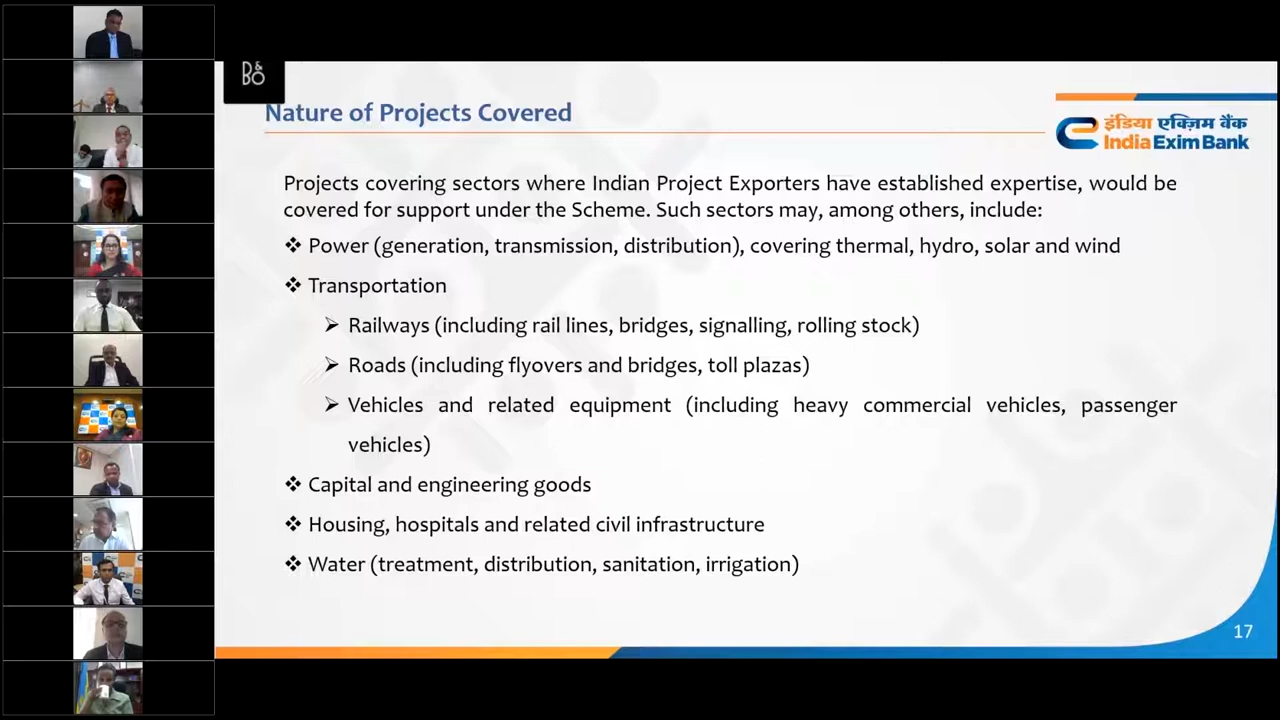 B&
BO
Nature of Projects Covered
इंडिया एक्ज़िम बैंक
India Exim Bank
Projects covering sectors where Indian Project Exporters have established expertise, would be
covered for support under the Scheme. Such sectors may, among others, include:
❖ Power (generation, transmission, distribution), covering thermal, hydro, solar and wind
❖ Transportation
➢ Railways (including rail lines, bridges, signalling, rolling stock)
➢ Roads (including flyovers and bridges, toll plazas)
➢ Vehicles and related equipment (including heavy commercial vehicles, passenger
vehicles)
❖ Capital and engineering goods
❖ Housing, hospitals and related civil infrastructure
❖ Water (treatment, distribution, sanitation, irrigation)
17